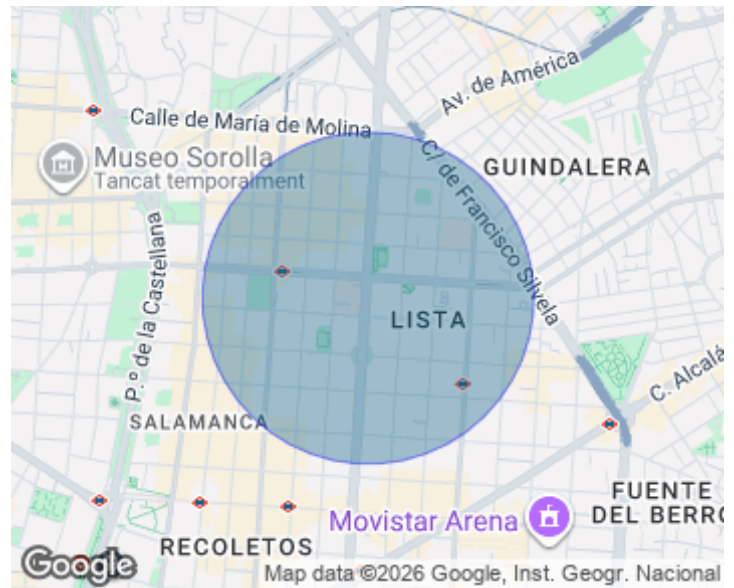 Av. de América
Calle de María de Molina
Museo Sorolla
Tancat temporalment
C/ de Francisco Silvela
GUINDALERA
P.º de la Castellana
LISTA
SALAMANCA
C. Alcalá
FUENTE
DEL BERRO
Movistar Arena
RECOLETOS
Google
Map data ©2026 Google, Inst. Geogr. Nacional